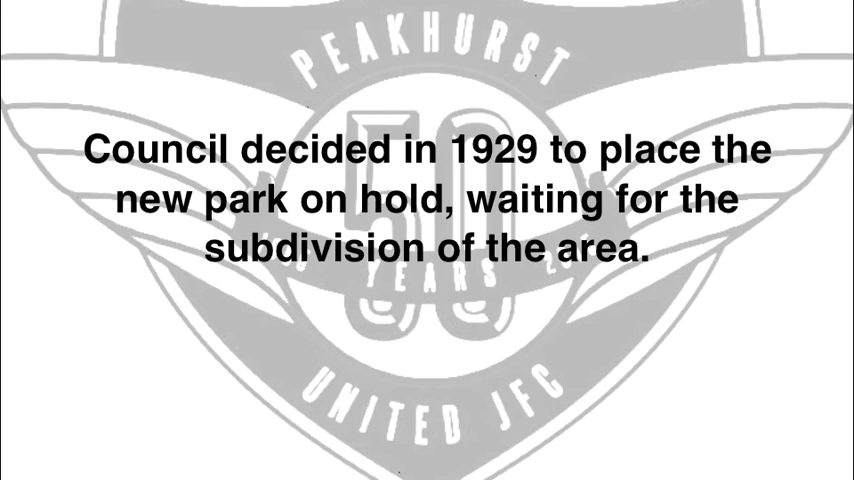 PEAKHURST
50
Council decided in 1929 to place the
new park on hold, waiting for the
subdivision of the area.
YEARS
UNITED JFC